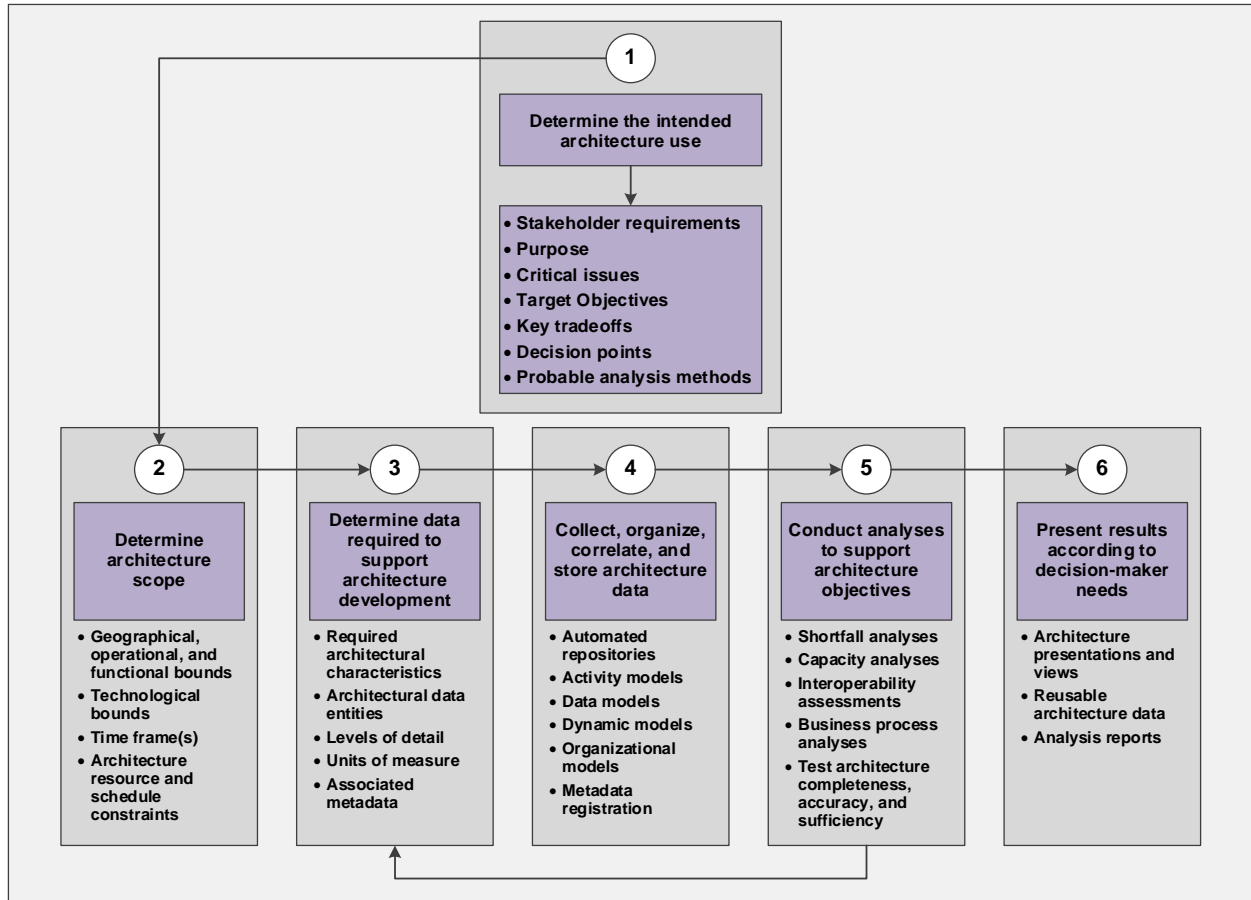 1
Determine the intended
architecture use
• Stakeholder requirements
• Purpose
• Critical issues
• Target Objectives
• Key tradeoffs
• Decision points
• Probable analysis methods
2
Determine
architecture
scope
• Geographical,
operational, and
functional bounds
• Technological
bounds
• Time frame(s)
• Architecture
resource and
schedule
constraints
3
Determine data
required to
support
architecture
development
• Required
architectural
characteristics
• Architectural data
entities
• Levels of detail
• Units of measure
• Associated
metadata
4
Collect, organize,
correlate, and
store architecture
data
• Automated
repositories
• Activity models
• Data models
• Dynamic models
• Organizational
models
• Metadata
registration
5
Conduct analyses
to support
architecture
objectives
• Shortfall analyses
• Capacity analyses
• Interoperability
assessments
• Business process
analyses
• Test architecture
completeness,
accuracy, and
sufficiency
6
Present results
according to
decision-maker
needs
• Architecture
presentations and
views
• Reusable
architecture data
• Analysis reports